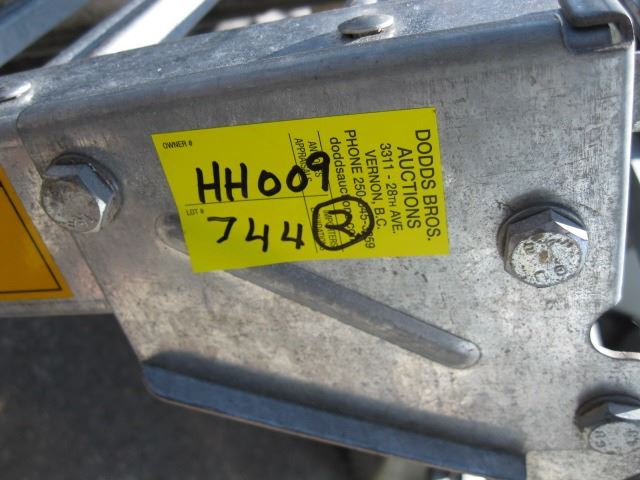 OWNER #
HH009
LOT #
744
DODDS BROS.
AUCTIONS
3311 - 28TH AVE.
VERNON, B.C.
PHONE 250